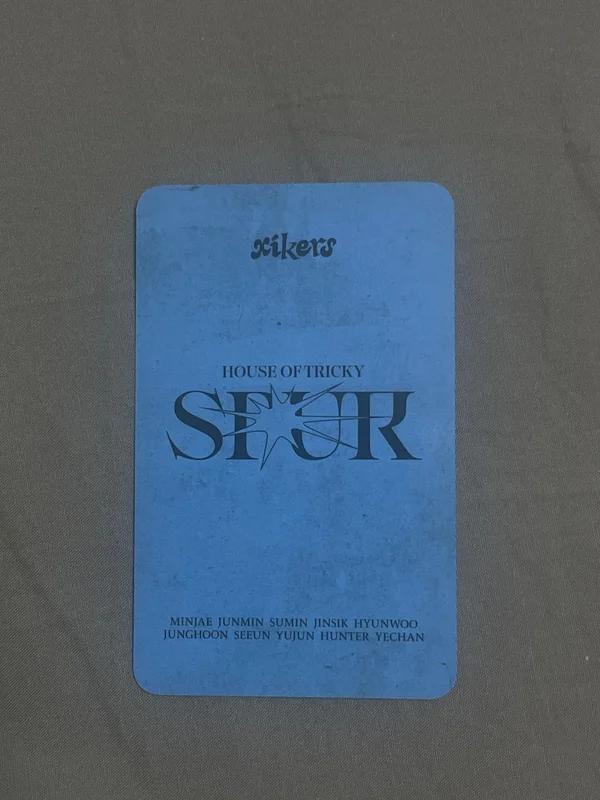 xikers
HOUSE OF TRICKY
SPUR
MINJAE JUNMIN SUMIN JINSIK HYUNWOO
JUNGHOON SEEUN YUJUN HUNTER YECHAN